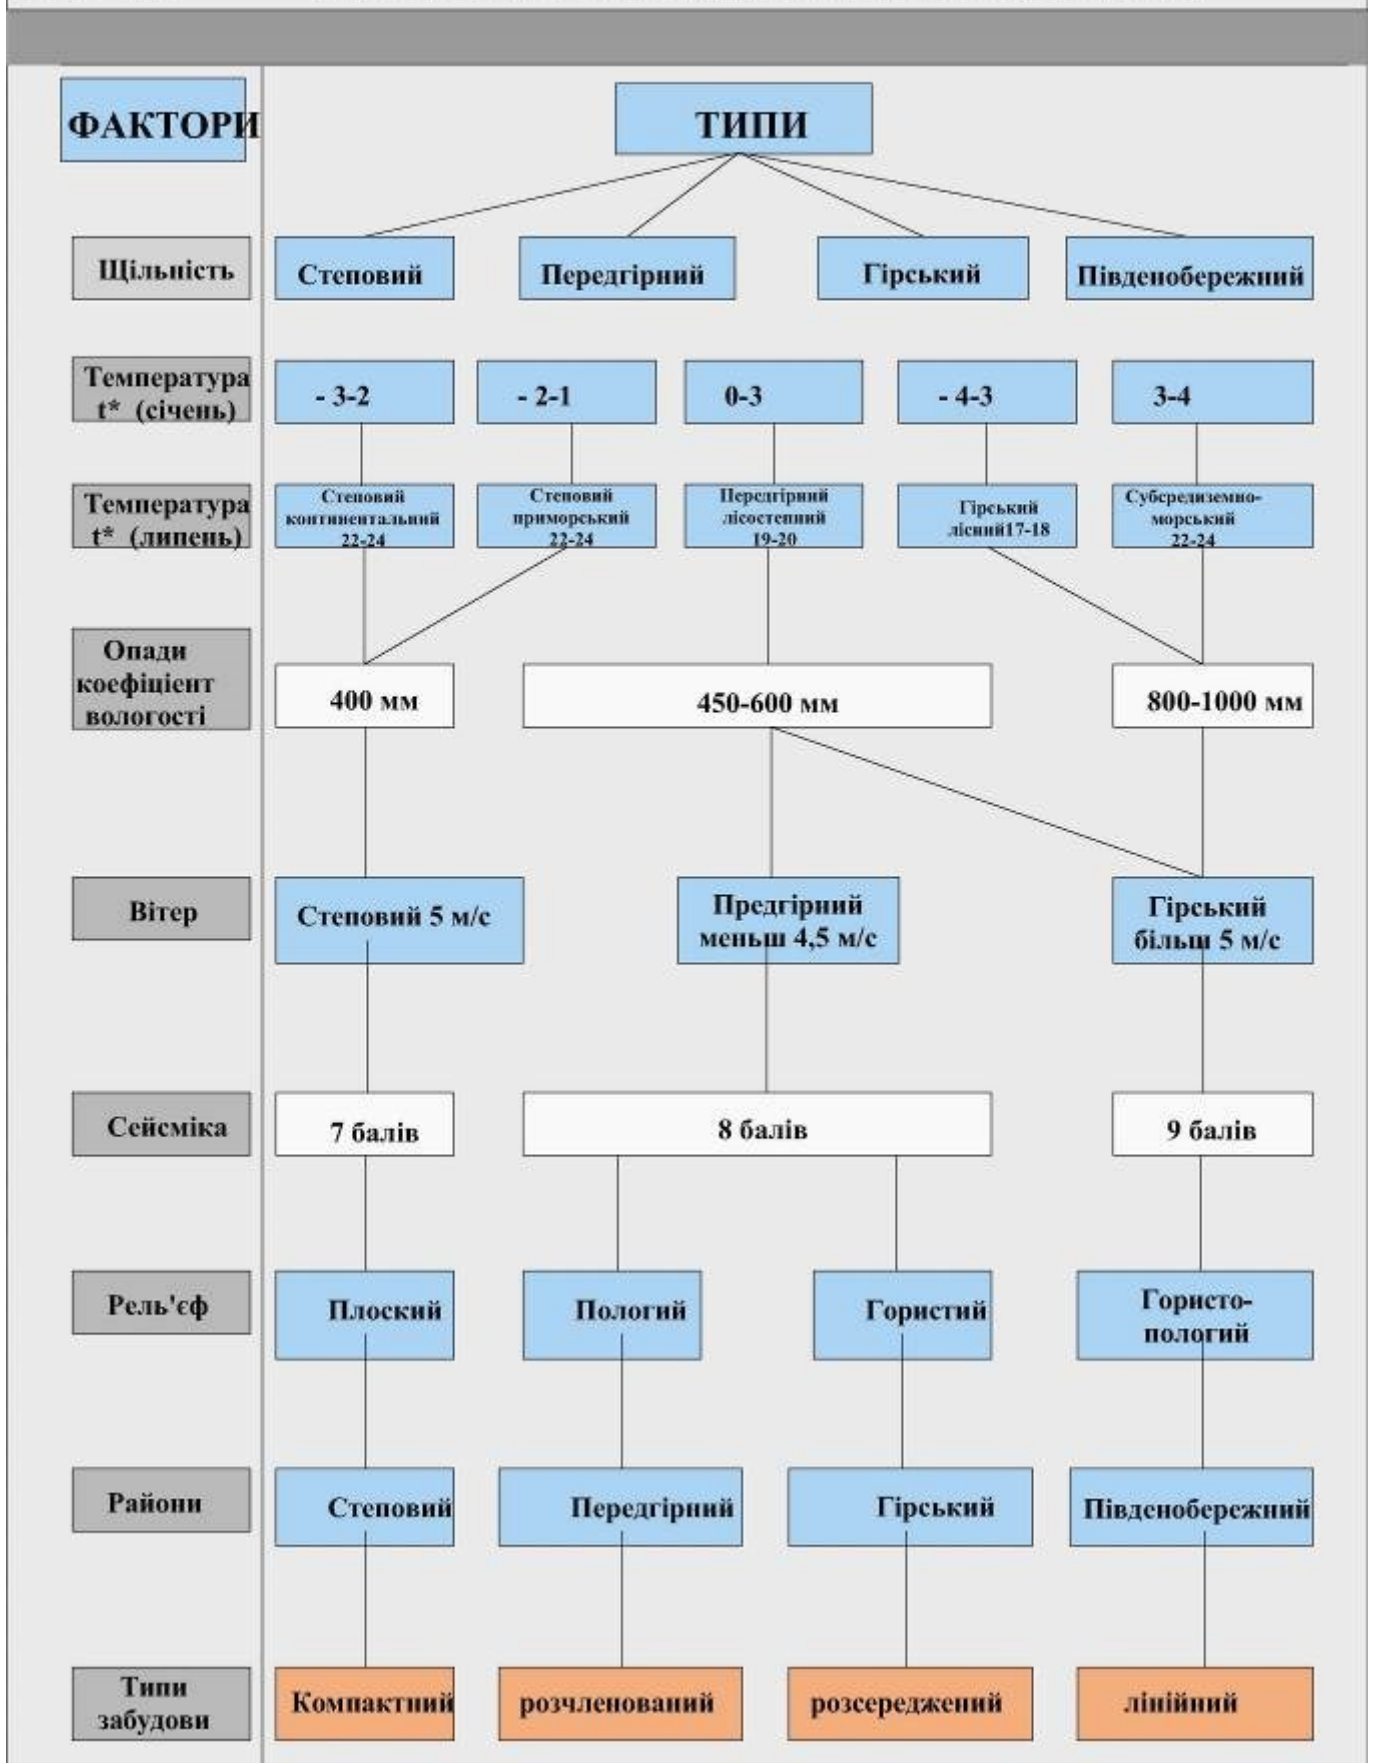 ФАКТОРИ
ТИПИ
Щільність
Степовий
Передгірний
Гірський
Південобережний
Температура
t* (січень)
- 3-2
- 2-1
0-3
- 4-3
3-4
Температура
t* (липень)
Степовий
континентальний
22-24
Степовий
приморський
22-24
Передгірний
лісостепний
19-20
Гірський
лісний17-18
Субсредиземно-
морський
22-24
Опади
коефіцієнт
вологості
400 мм
450-600 мм
800-1000 мм
Вітер
Степовий 5 м/с
Предгірний
меньш 4,5 м/с
Гірський
більш 5 м/с
Сейсміка
7 балів
8 балів
9 балів
Рель'єф
Плоский
Пологий
Гористий
Гористо-
пологий
Райони
Степовий
Передгірний
Гірський
Південобережний
Типи
забудови
Компактний
розчленований
розсереджений
лінійний